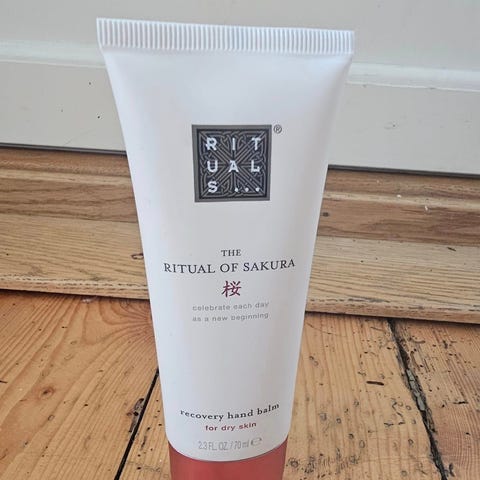 RIT
UAL
S...
®
THE
RITUAL OF SAKURA
桜
celebrate each day
as a new beginning
recovery hand balm
for dry skin
2.3 FL. OZ. / 70 ml ℮